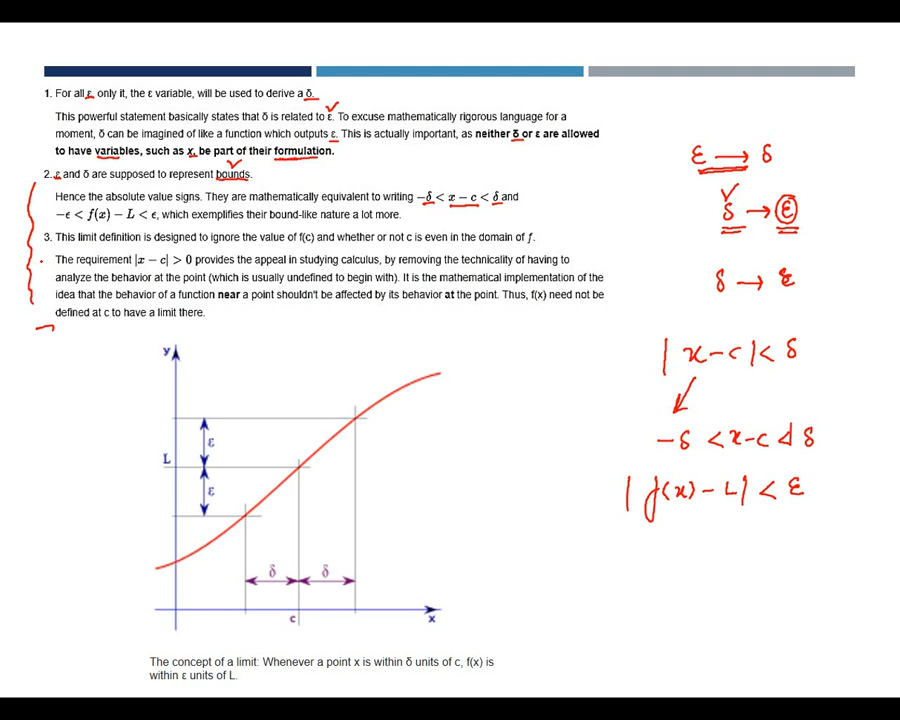 1. For all ε, only it, the ε variable, will be used to derive a δ.
This powerful statement basically states that δ is related to ε. To excuse mathematically rigorous language for a
moment, δ can be imagined of like a function which outputs ε. This is actually important, as neither δ or ε are allowed
to have variables, such as x, be part of their formulation.
2. ε and δ are supposed to represent bounds.
Hence the absolute value signs. They are mathematically equivalent to writing −δ < x − c < δ and
−ϵ < f(x) − L < ϵ, which exemplifies their bound-like nature a lot more.
3. This limit definition is designed to ignore the value of f(c) and whether or not c is even in the domain of f.
The requirement |x − c| > 0 provides the appeal in studying calculus, by removing the technicality of having to
analyze the behavior at the point (which is usually undefined to begin with). It is the mathematical implementation of the
idea that the behavior of a function near a point shouldn't be affected by its behavior at the point. Thus, f(x) need not be
defined at c to have a limit there.
ε → δ
δ → ε
δ → ε
|x − c| < δ
−δ < x − c < δ
|f(x) − L| < ε
y
ε
L
ε
δ δ
c x
The concept of a limit: Whenever a point x is within δ units of c, f(x) is
within ε units of L.